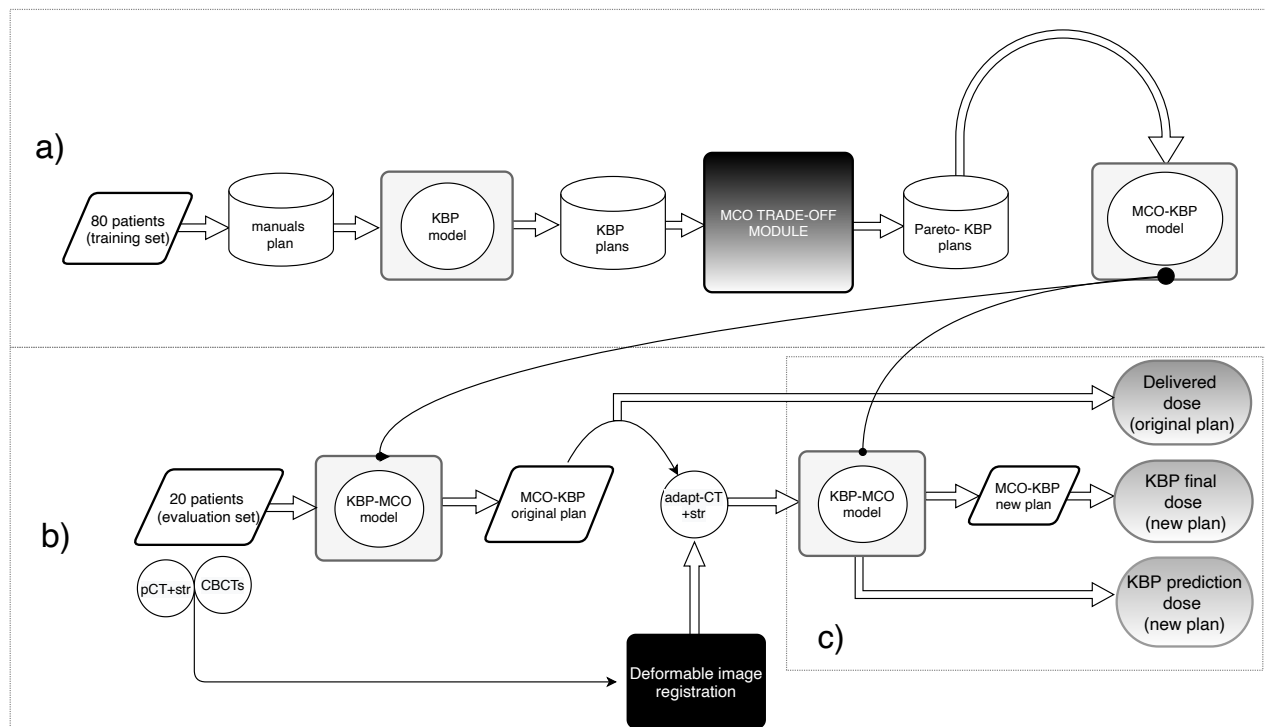 a)
80 patients
(training set)
manuals
plan
KBP
model
KBP
plans
MCO TRADE-OFF
MODULE
Pareto- KBP
plans
MCO-KBP
model
b)
20 patients
(evaluation set)
pCT+str
CBCTs
KBP-MCO
model
MCO-KBP
original plan
adapt-CT
+str
Deformable image
registration
c)
KBP-MCO
model
MCO-KBP
new plan
Delivered
dose
(original plan)
KBP final
dose
(new plan)
KBP prediction
dose
(new plan)